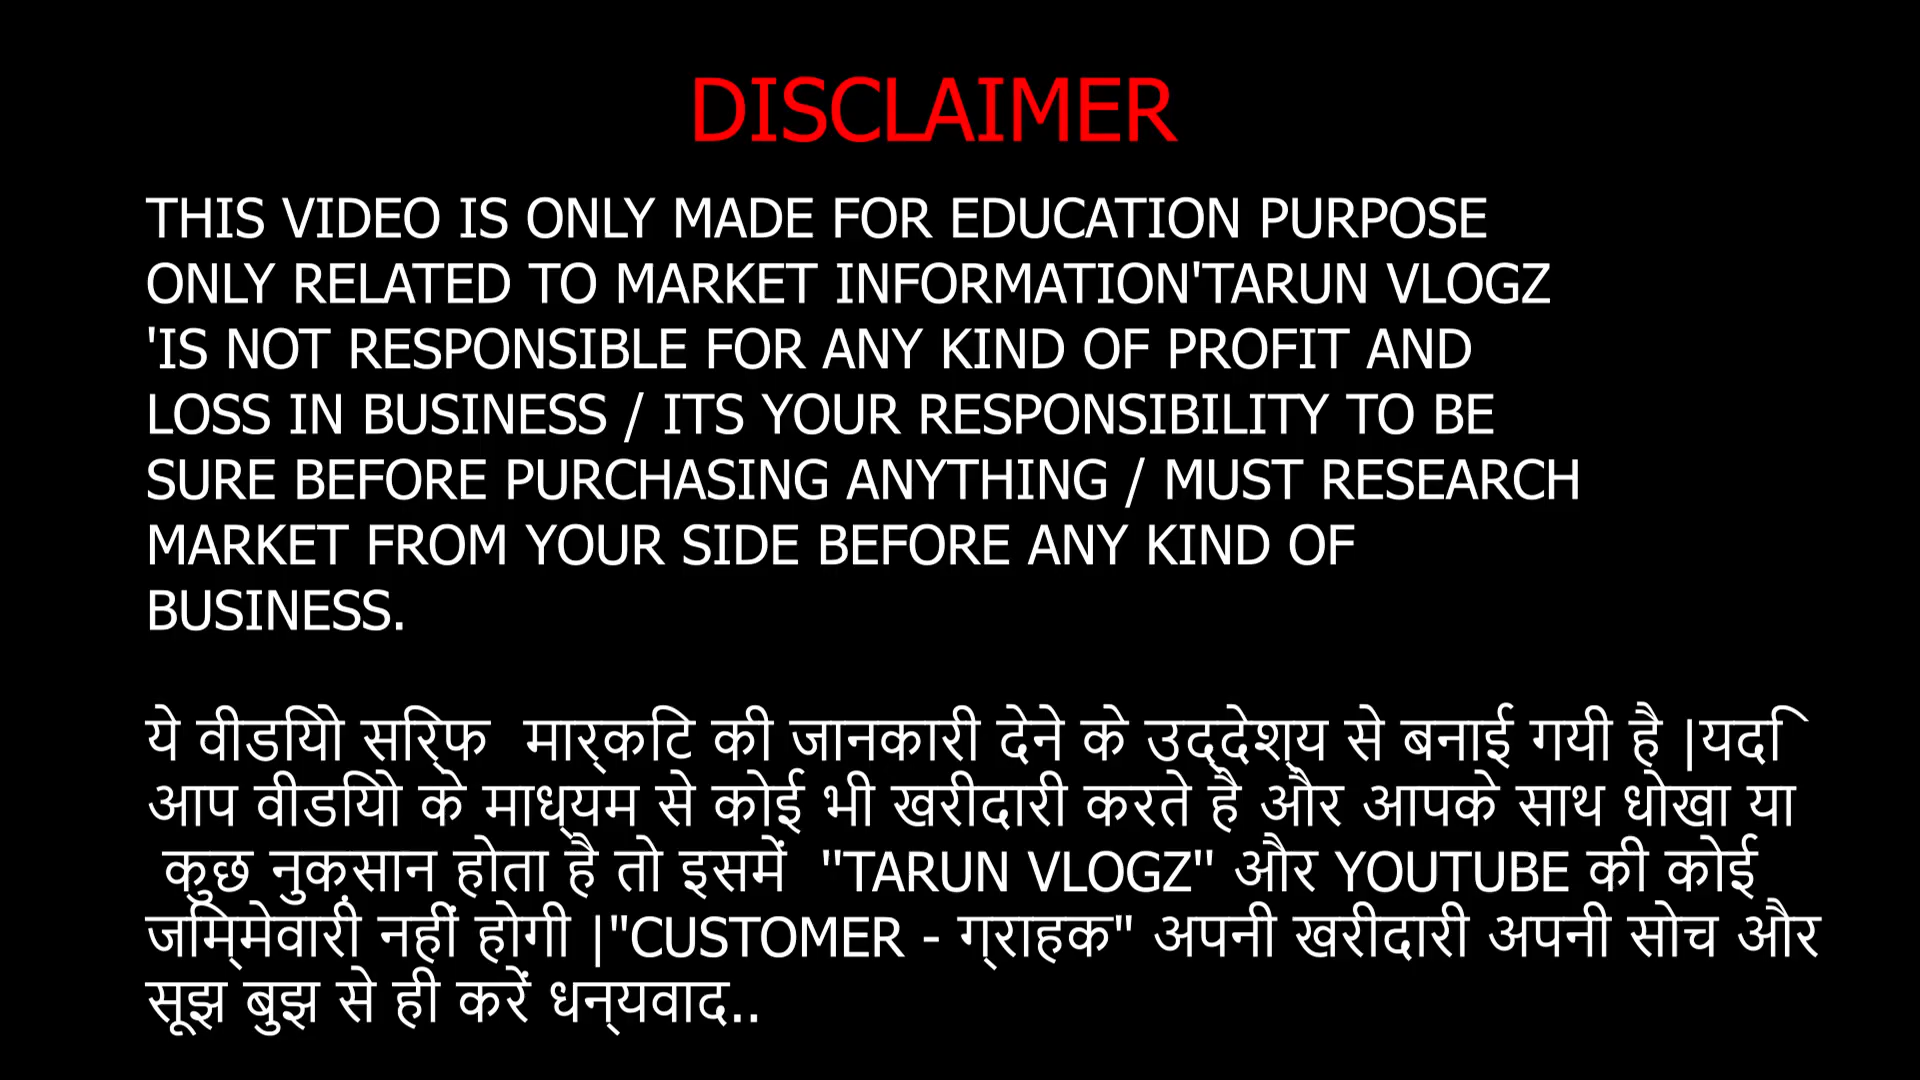 DISCLAIMER
THIS VIDEO IS ONLY MADE FOR EDUCATION PURPOSE
ONLY RELATED TO MARKET INFORMATION'TARUN VLOGZ
'IS NOT RESPONSIBLE FOR ANY KIND OF PROFIT AND
LOSS IN BUSINESS / ITS YOUR RESPONSIBILITY TO BE
SURE BEFORE PURCHASING ANYTHING / MUST RESEARCH
MARKET FROM YOUR SIDE BEFORE ANY KIND OF
BUSINESS.
ये वीडियो सिर्फ मार्किट की जानकारी देने के उद्देश्य से बनाई गयी है |यदि
आप वीडियो के माध्यम से कोई भी खरीदारी करते है और आपके साथ धोखा या
कुछ नुक़सान होता है तो इसमें "TARUN VLOGZ" और YOUTUBE की कोई
जिम्मेवारी नहीं होगी |"CUSTOMER - ग्राहक" अपनी खरीदारी अपनी सोच और
सूझ बुझ से ही करें धन्यवाद..